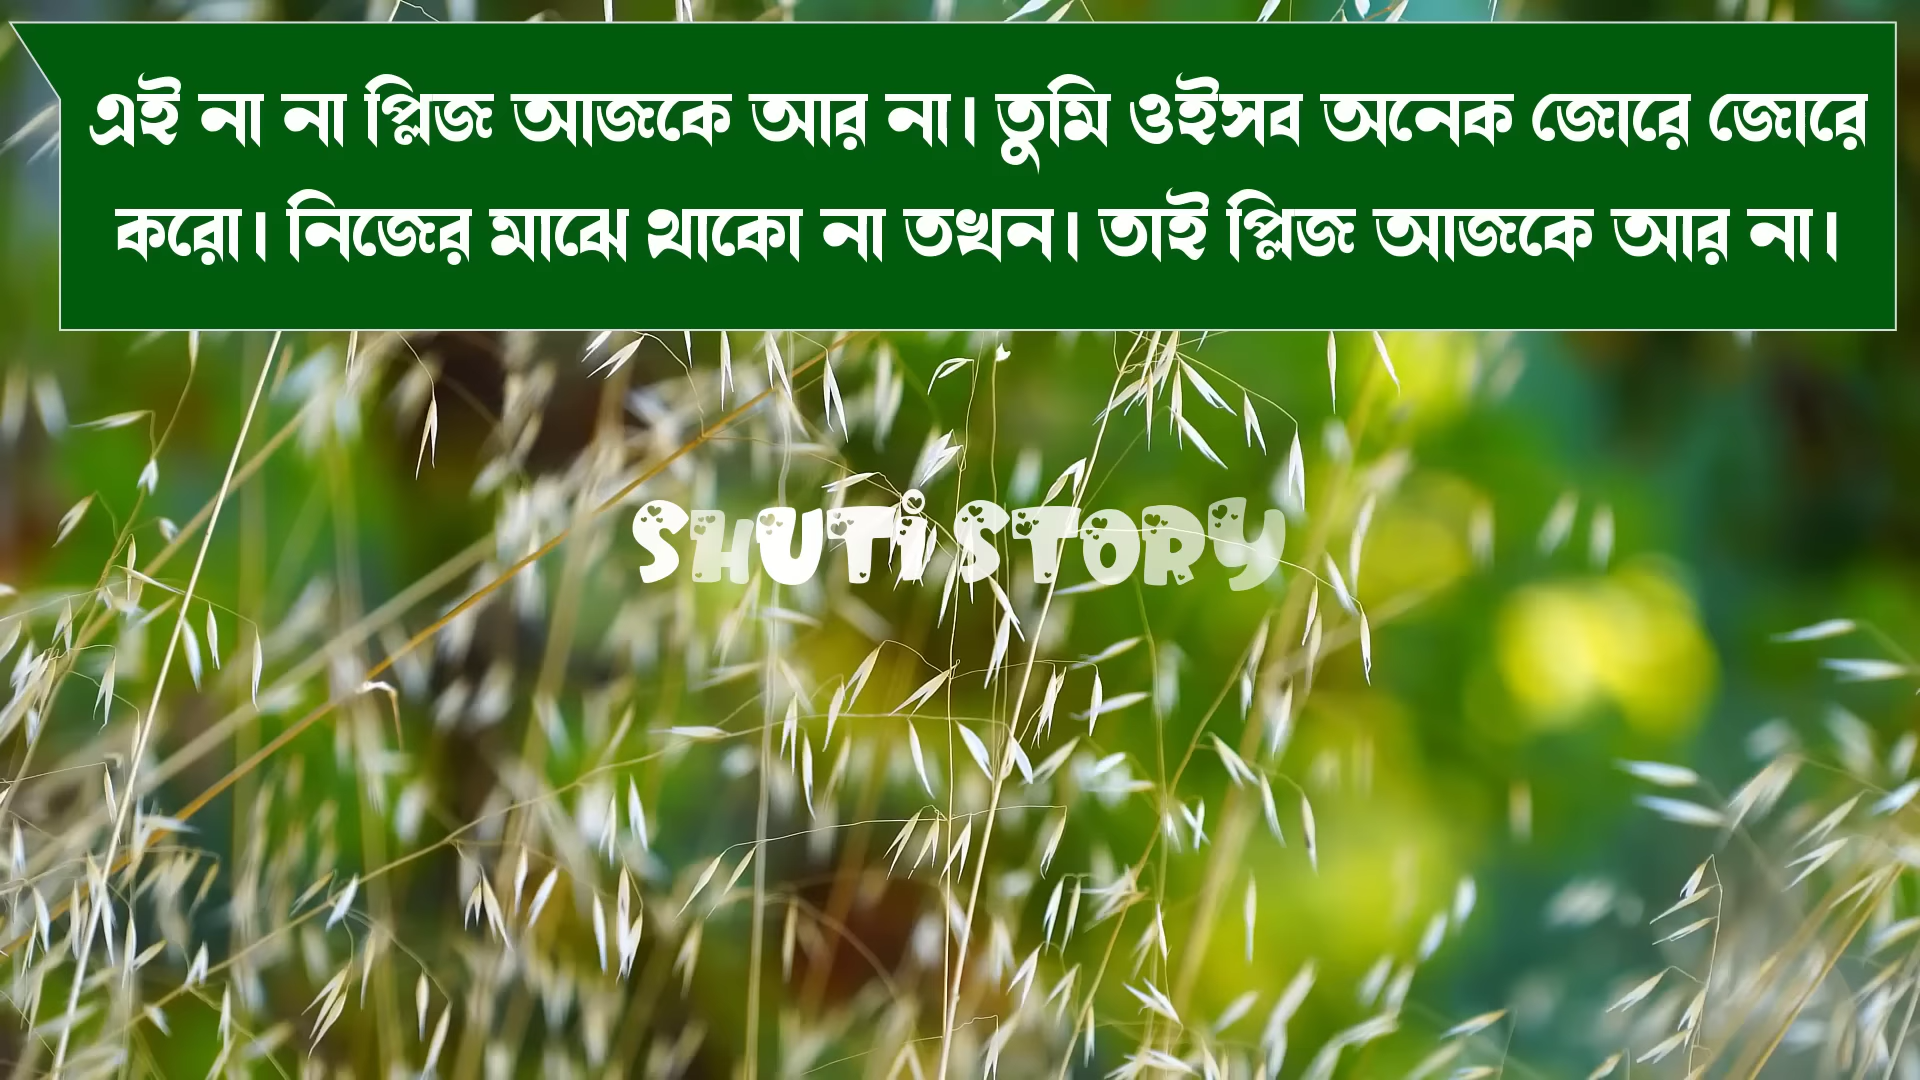 এই না না প্লিজ আজকে আর না। তুমি ওইসব অনেক জোরে জোরে
করো। নিজের মাঝে থাকো না তখন। তাই প্লিজ আজকে আর না।
SHUTI STORY